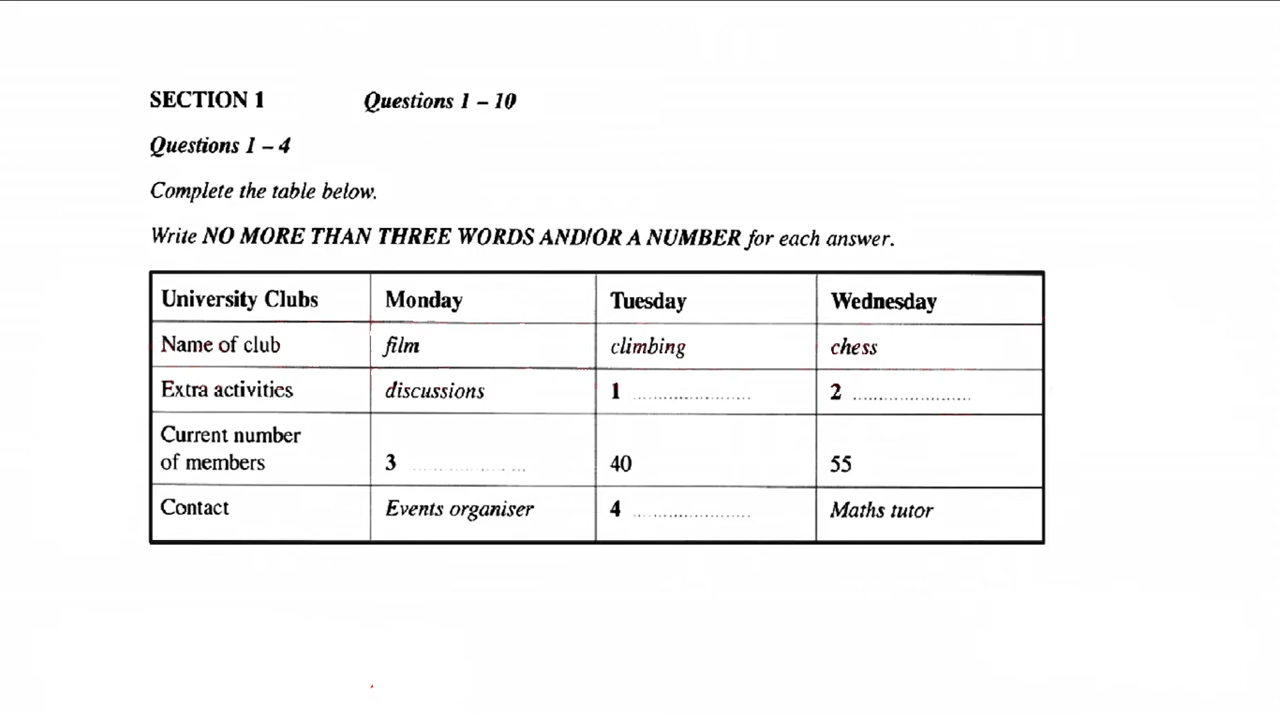 SECTION 1 Questions 1 – 10
Questions 1 – 4
Complete the table below.
Write NO MORE THAN THREE WORDS AND/OR A NUMBER for each answer.
University Clubs Monday Tuesday Wednesday
Name of club film climbing chess
Extra activities discussions 1 ........................ 2 ........................
Current number
of members 3 ........................ 40 55
Contact Events organiser 4 ........................ Maths tutor